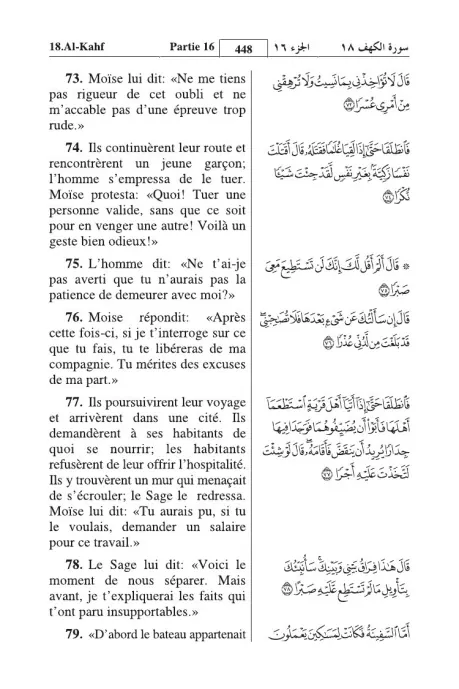 18.Al-Kahf Partie 16 448 الجزء ١٦ سورة الكهف ١٨
73. Moïse lui dit: «Ne me tiens
pas rigueur de cet oubli et ne
m’accable pas d’une épreuve trop
rude.»
قَالَ لَا تُؤَاخِذْنِي بِمَا نَسِيتُ وَلَا تُرْهِقْنِي
مِنْ أَمْرِي عُسْرًا ٧٣
74. Ils continuèrent leur route et
rencontrèrent un jeune garçon;
l’homme s’empressa de le tuer.
Moïse protesta: «Quoi! Tuer une
personne valide, sans que ce soit
pour en venger une autre! Voilà un
geste bien odieux!»
فَانطَلَقَا حَتَّىٰ إِذَا لَقِيَا غُلَامًا فَقَتَلَهُ قَالَ أَقَتَلْتَ
نَفْسًا زَكِيَّةً بِغَيْرِ نَفْسٍ لَّقَدْ جِئْتَ شَيْئًا
نُّكْرًا ٧٤
75. L’homme dit: «Ne t’ai-je
pas averti que tu n’aurais pas la
patience de demeurer avec moi?»
* قَالَ أَلَمْ أَقُل لَّكَ إِنَّكَ لَن تَسْتَطِيعَ مَعِيَ
صَبْرًا ٧٥
76. Moise répondit: «Après
cette fois-ci, si je t’interroge sur ce
que tu fais, tu te libéreras de ma
compagnie. Tu mérites des excuses
de ma part.»
قَالَ إِن سَأَلْتُكَ عَن شَيْءٍ بَعْدَهَا فَلَا تُصَاحِبْنِي
قَدْ بَلَغْتَ مِن لَّدُنِّي عُذْرًا ٧٦
77. Ils poursuivirent leur voyage
et arrivèrent dans une cité. Ils
demandèrent à ses habitants de
quoi se nourrir; les habitants
refusèrent de leur offrir l’hospitalité.
Ils y trouvèrent un mur qui menaçait
de s’écrouler; le Sage le redressa.
Moïse lui dit: «Tu aurais pu, si tu
le voulais, demander un salaire
pour ce travail.»
فَانطَلَقَا حَتَّىٰ إِذَا أَتَيَا أَهْلَ قَرْيَةٍ اسْتَطْعَمَا
أَهْلَهَا فَأَبَوْا أَن يُضَيِّفُوهُمَا فَوَجَدَا فِيهَا
جِدَارًا يُرِيدُ أَن يَنقَضَّ فَأَقَامَهُ قَالَ لَوْ شِئْتَ
لَتَّخَذْتَ عَلَيْهِ أَجْرًا ٧٧
78. Le Sage lui dit: «Voici le
moment de nous séparer. Mais
avant, je t’expliquerai les faits qui
t’ont paru insupportables.»
قَالَ هَٰذَا فِرَاقُ بَيْنِي وَبَيْنِكَ سَأُنَبِّئُكَ
بِتَأْوِيلِ مَا لَمْ تَسْتَطِع عَّلَيْهِ صَبْرًا ٧٨
79. «D’abord le bateau appartenait
أَمَّا السَّفِينَةُ فَكَانَتْ لِمَسَاكِينَ يَعْمَلُونَ